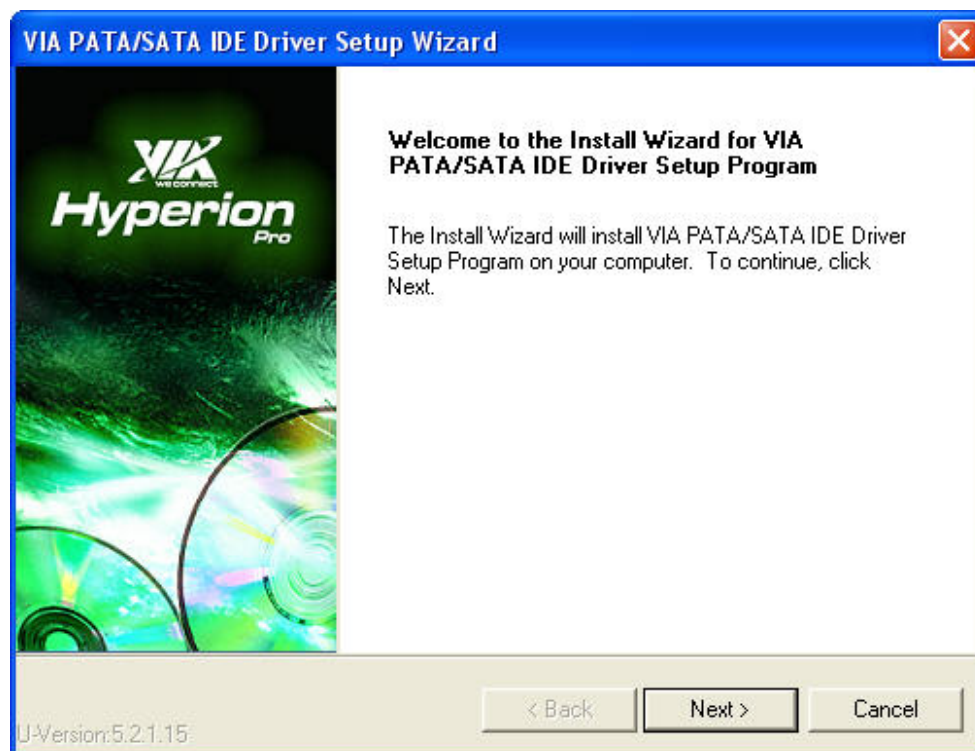 VIA PATA/SATA IDE Driver Setup Wizard
VIA
WE CONNECT
Hyperion
Pro
Welcome to the Install Wizard for VIA
PATA/SATA IDE Driver Setup Program
The Install Wizard will install VIA PATA/SATA IDE Driver
Setup Program on your computer. To continue, click
Next.
U-Version:5.2.1.15
< Back
Next >
Cancel